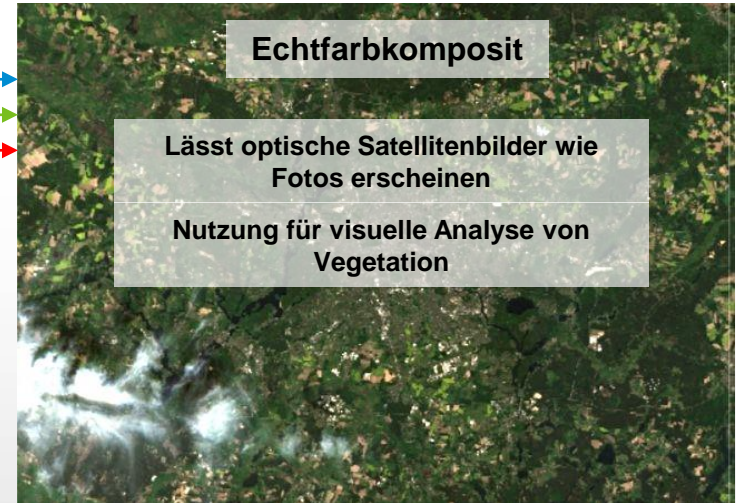 Echtfarbkomposit
Lässt optische Satellitenbilder wie
Fotos erscheinen
Nutzung für visuelle Analyse von
Vegetation